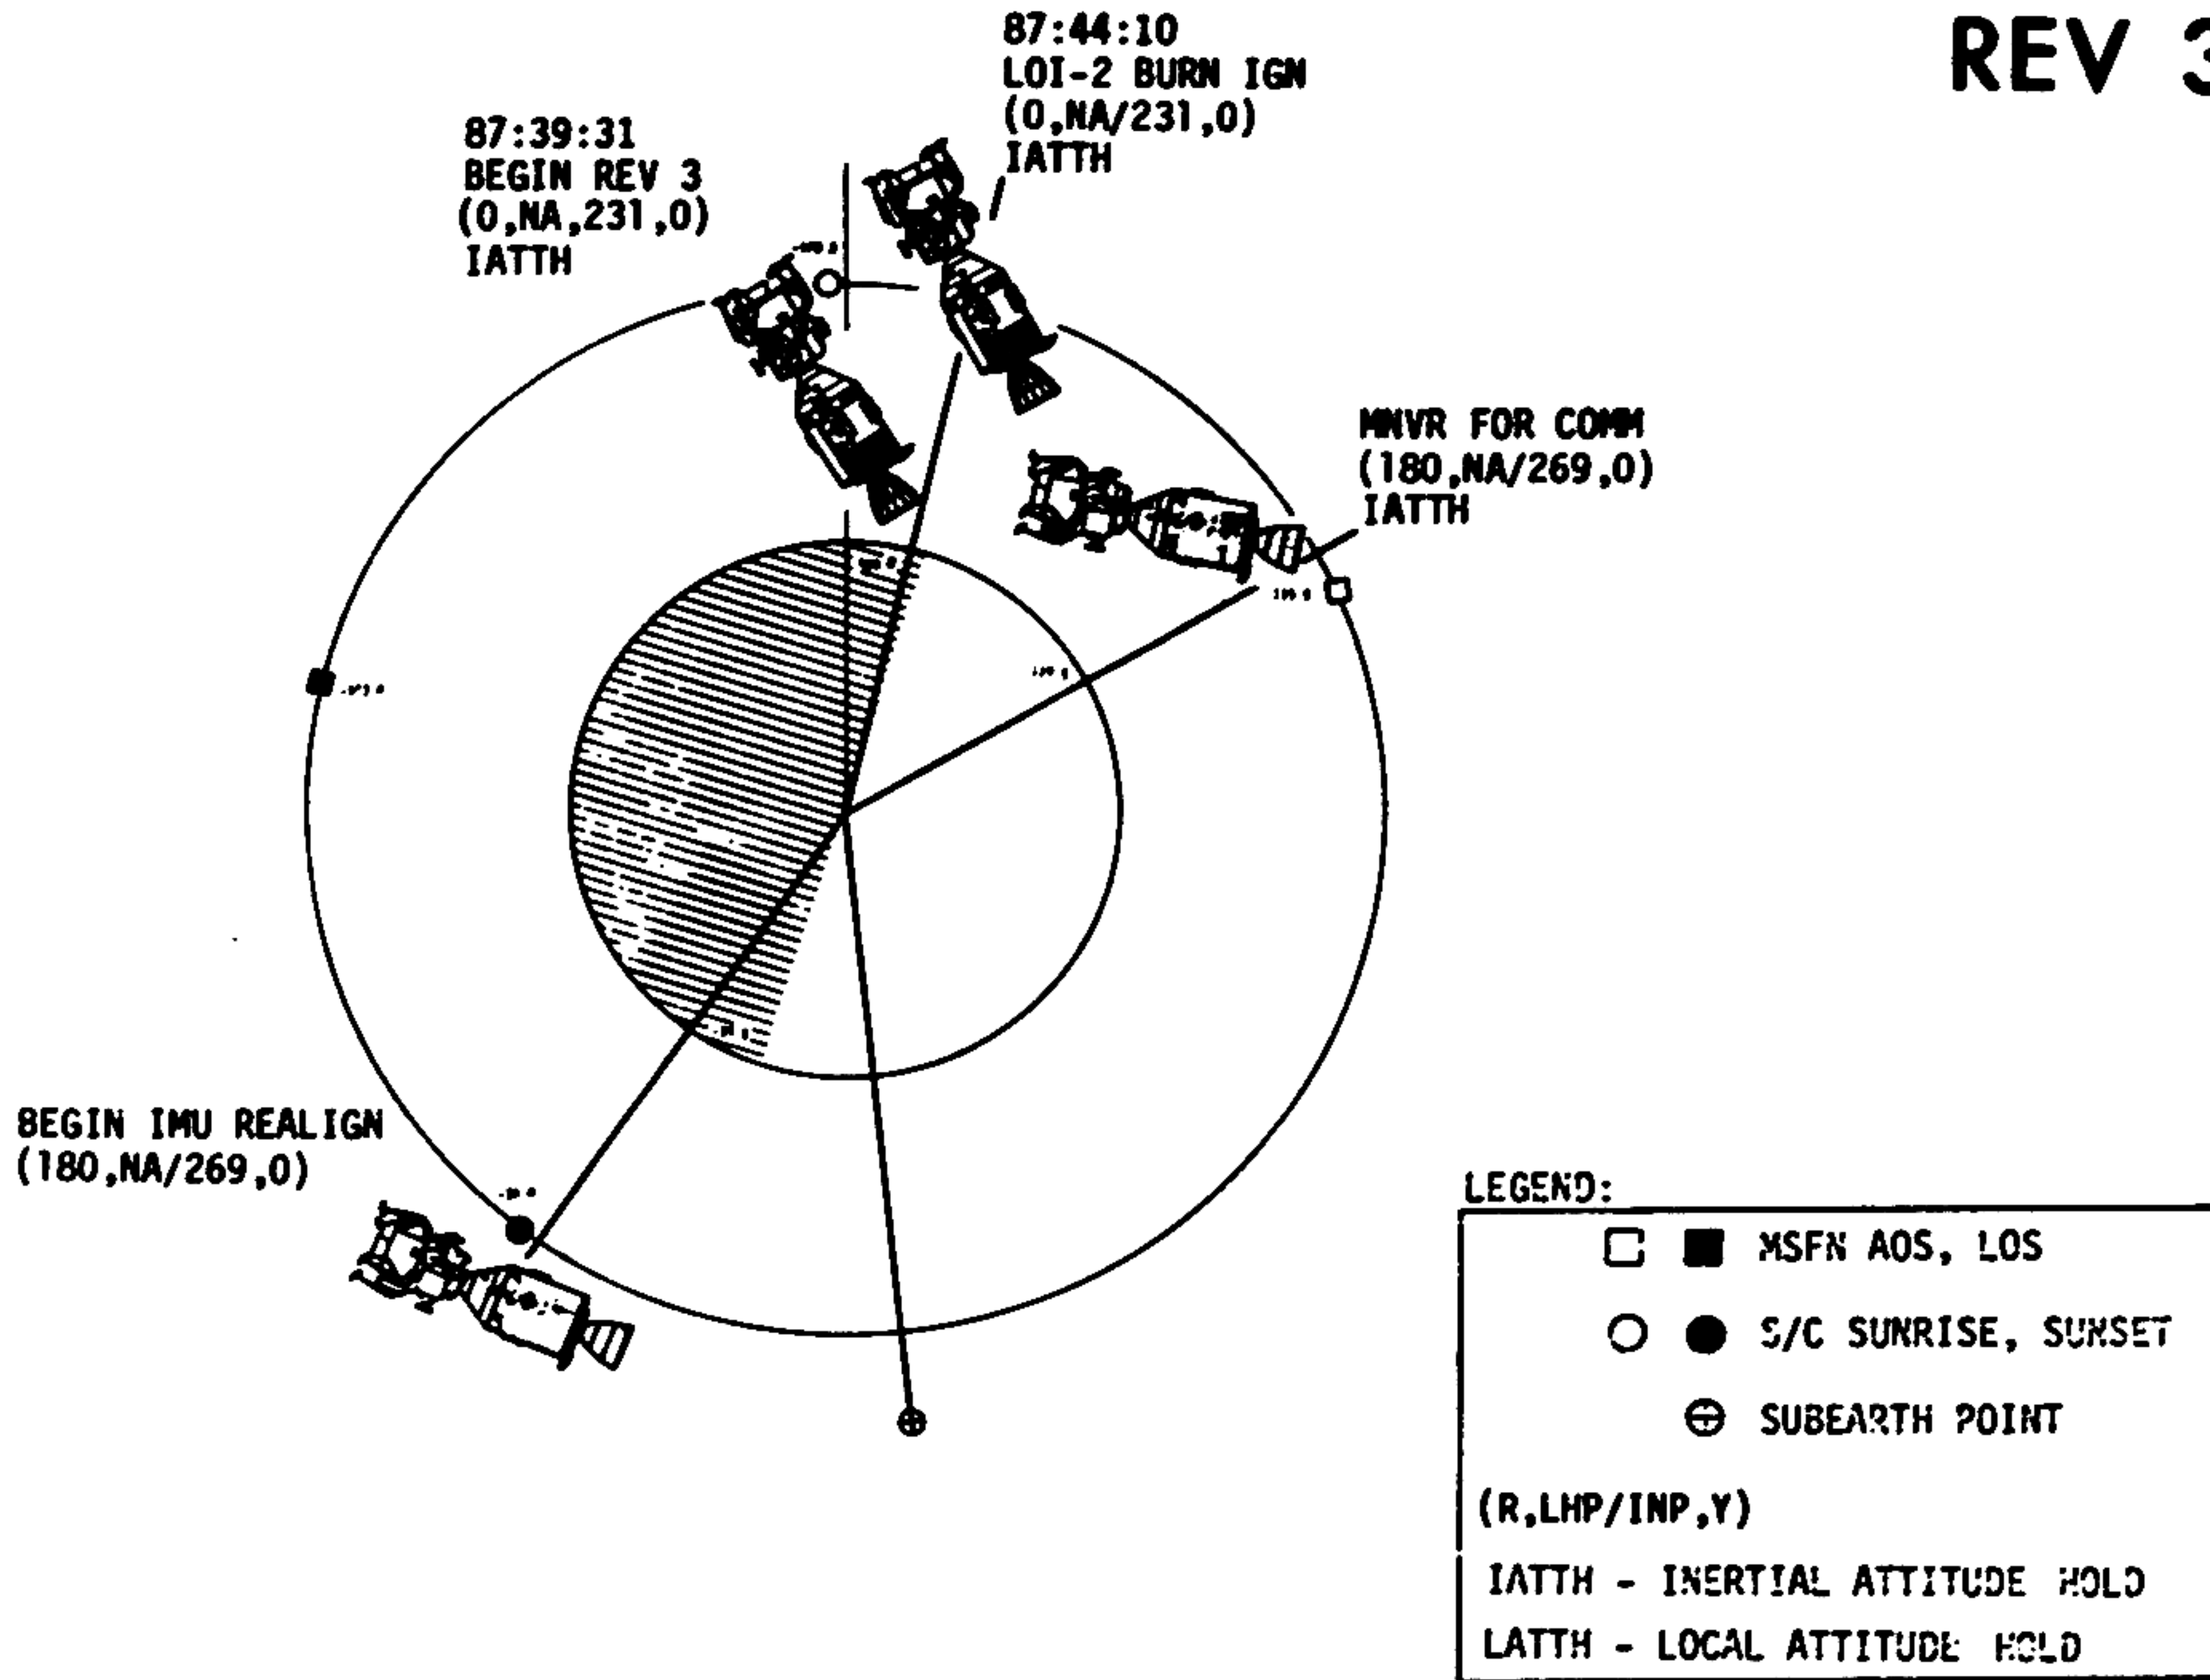 REV 3
87:44:10
LOI-2 BURN IGN
(0,NA/231,0)
IATTH
87:39:31
BEGIN REV 3
(0,NA,231,0)
IATTH
MNVR FOR COMM
(180,NA/269,0)
IATTH
BEGIN IMU REALIGN
(180,NA/269,0)
LEGEND:
MSFN AOS, LOS
S/C SUNRISE, SUNSET
SUBEARTH POINT
(R,LHP/INP,Y)
IATTH - INERTIAL ATTITUDE HOLD
LATTH - LOCAL ATTITUDE HOLD